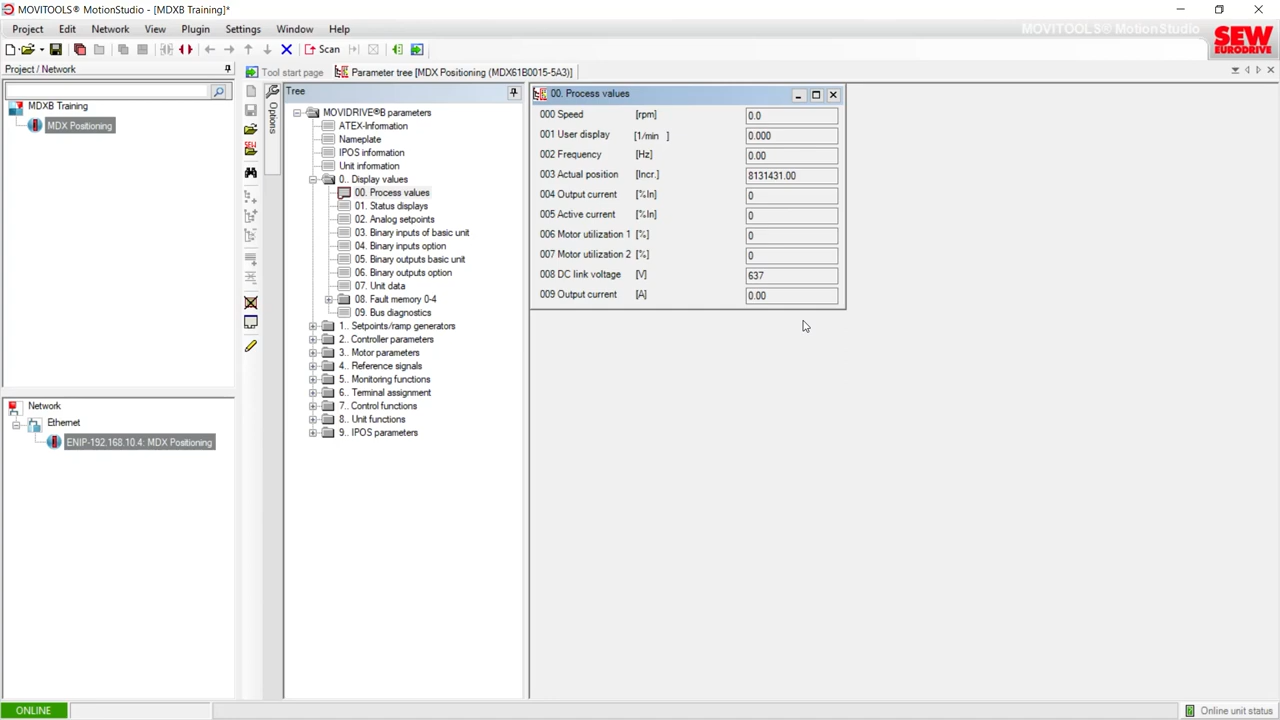 MOVITOOLS® MotionStudio - [MDXB Training]*
Project Edit Network View Plugin Settings Window Help
MOVITOOLS® MotionStudio
SEW
EURODRIVE
Scan
Project / Network
Tool start page
Parameter tree [MDX Positioning (MDX61B0015-5A3)]
MDXB Training
MDX Positioning
Network
Ethernet
ENIP-192.168.10.4: MDX Positioning
Options
SEW
Tree
MOVIDRIVE®B parameters
ATEX-Information
Nameplate
IPOS information
Unit information
0.. Display values
00. Process values
01. Status displays
02. Analog setpoints
03. Binary inputs of basic unit
04. Binary inputs option
05. Binary outputs basic unit
06. Binary outputs option
07. Unit data
08. Fault memory 0-4
09. Bus diagnostics
1.. Setpoints/ramp generators
2.. Controller parameters
3.. Motor parameters
4.. Reference signals
5.. Monitoring functions
6.. Terminal assignment
7.. Control functions
8.. Unit functions
9.. IPOS parameters
00. Process values
000 Speed [rpm] 0.0
001 User display [1/min ] 0.000
002 Frequency [Hz] 0.00
003 Actual position [Incr.] 8131431.00
004 Output current [%In] 0
005 Active current [%In] 0
006 Motor utilization 1 [%] 0
007 Motor utilization 2 [%] 0
008 DC link voltage [V] 637
009 Output current [A] 0.00
ONLINE
Online unit status